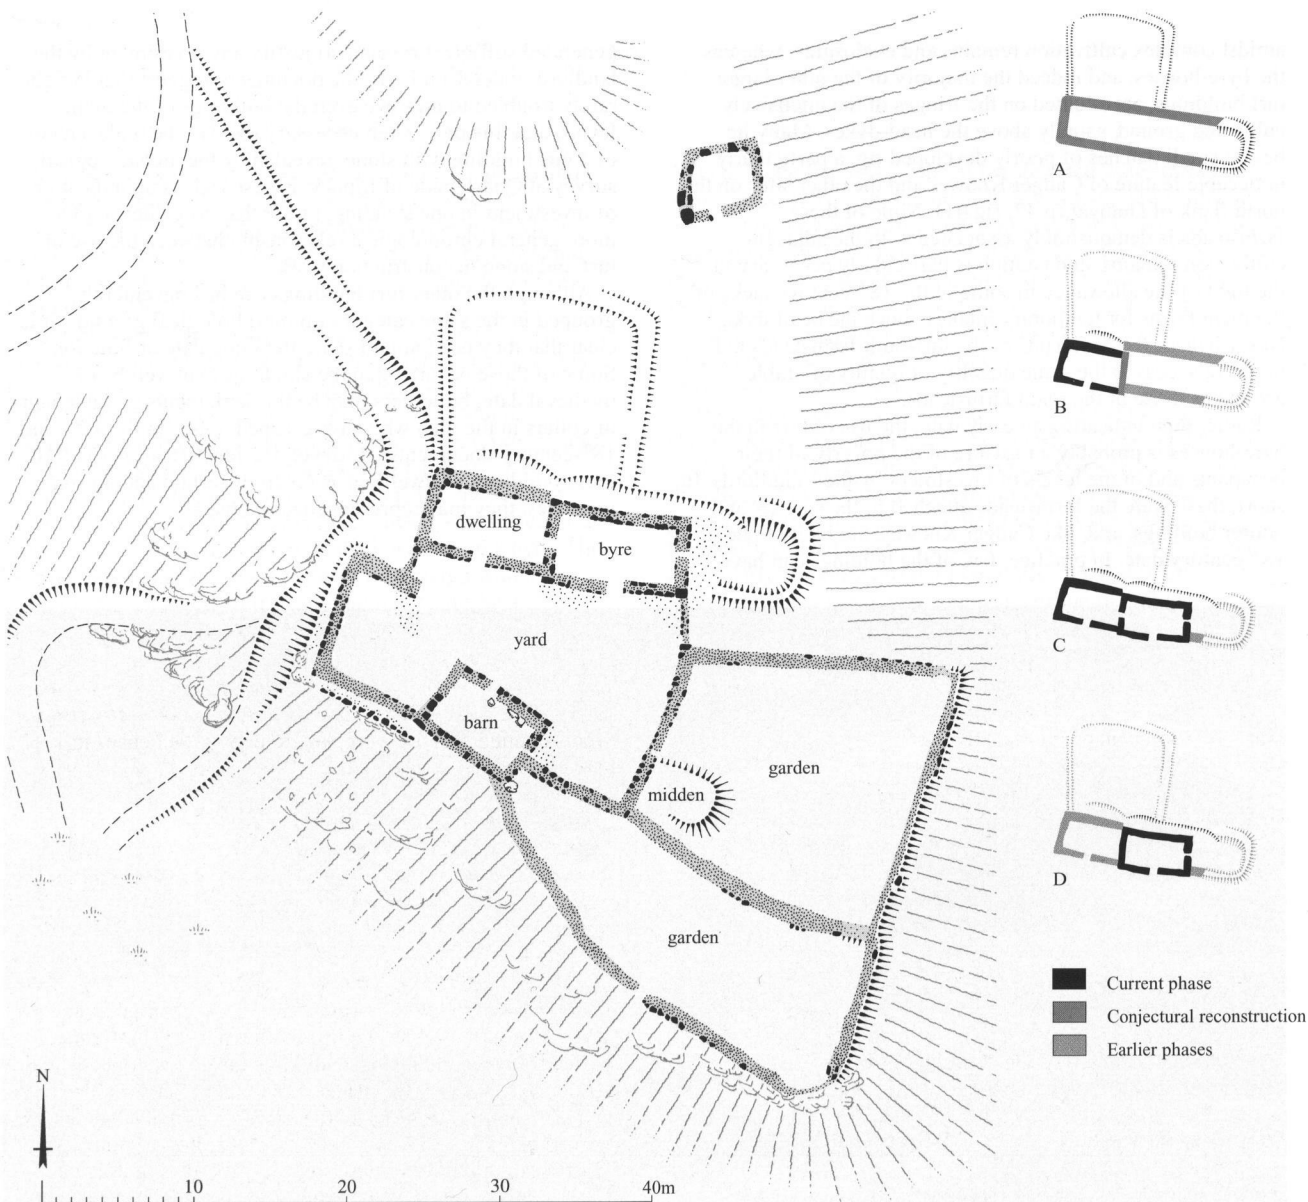 A
dwelling
byre
B
yard
C
barn
garden
midden
D
garden
Current phase
Conjectural reconstruction
Earlier phases
N
10
20
30
40m